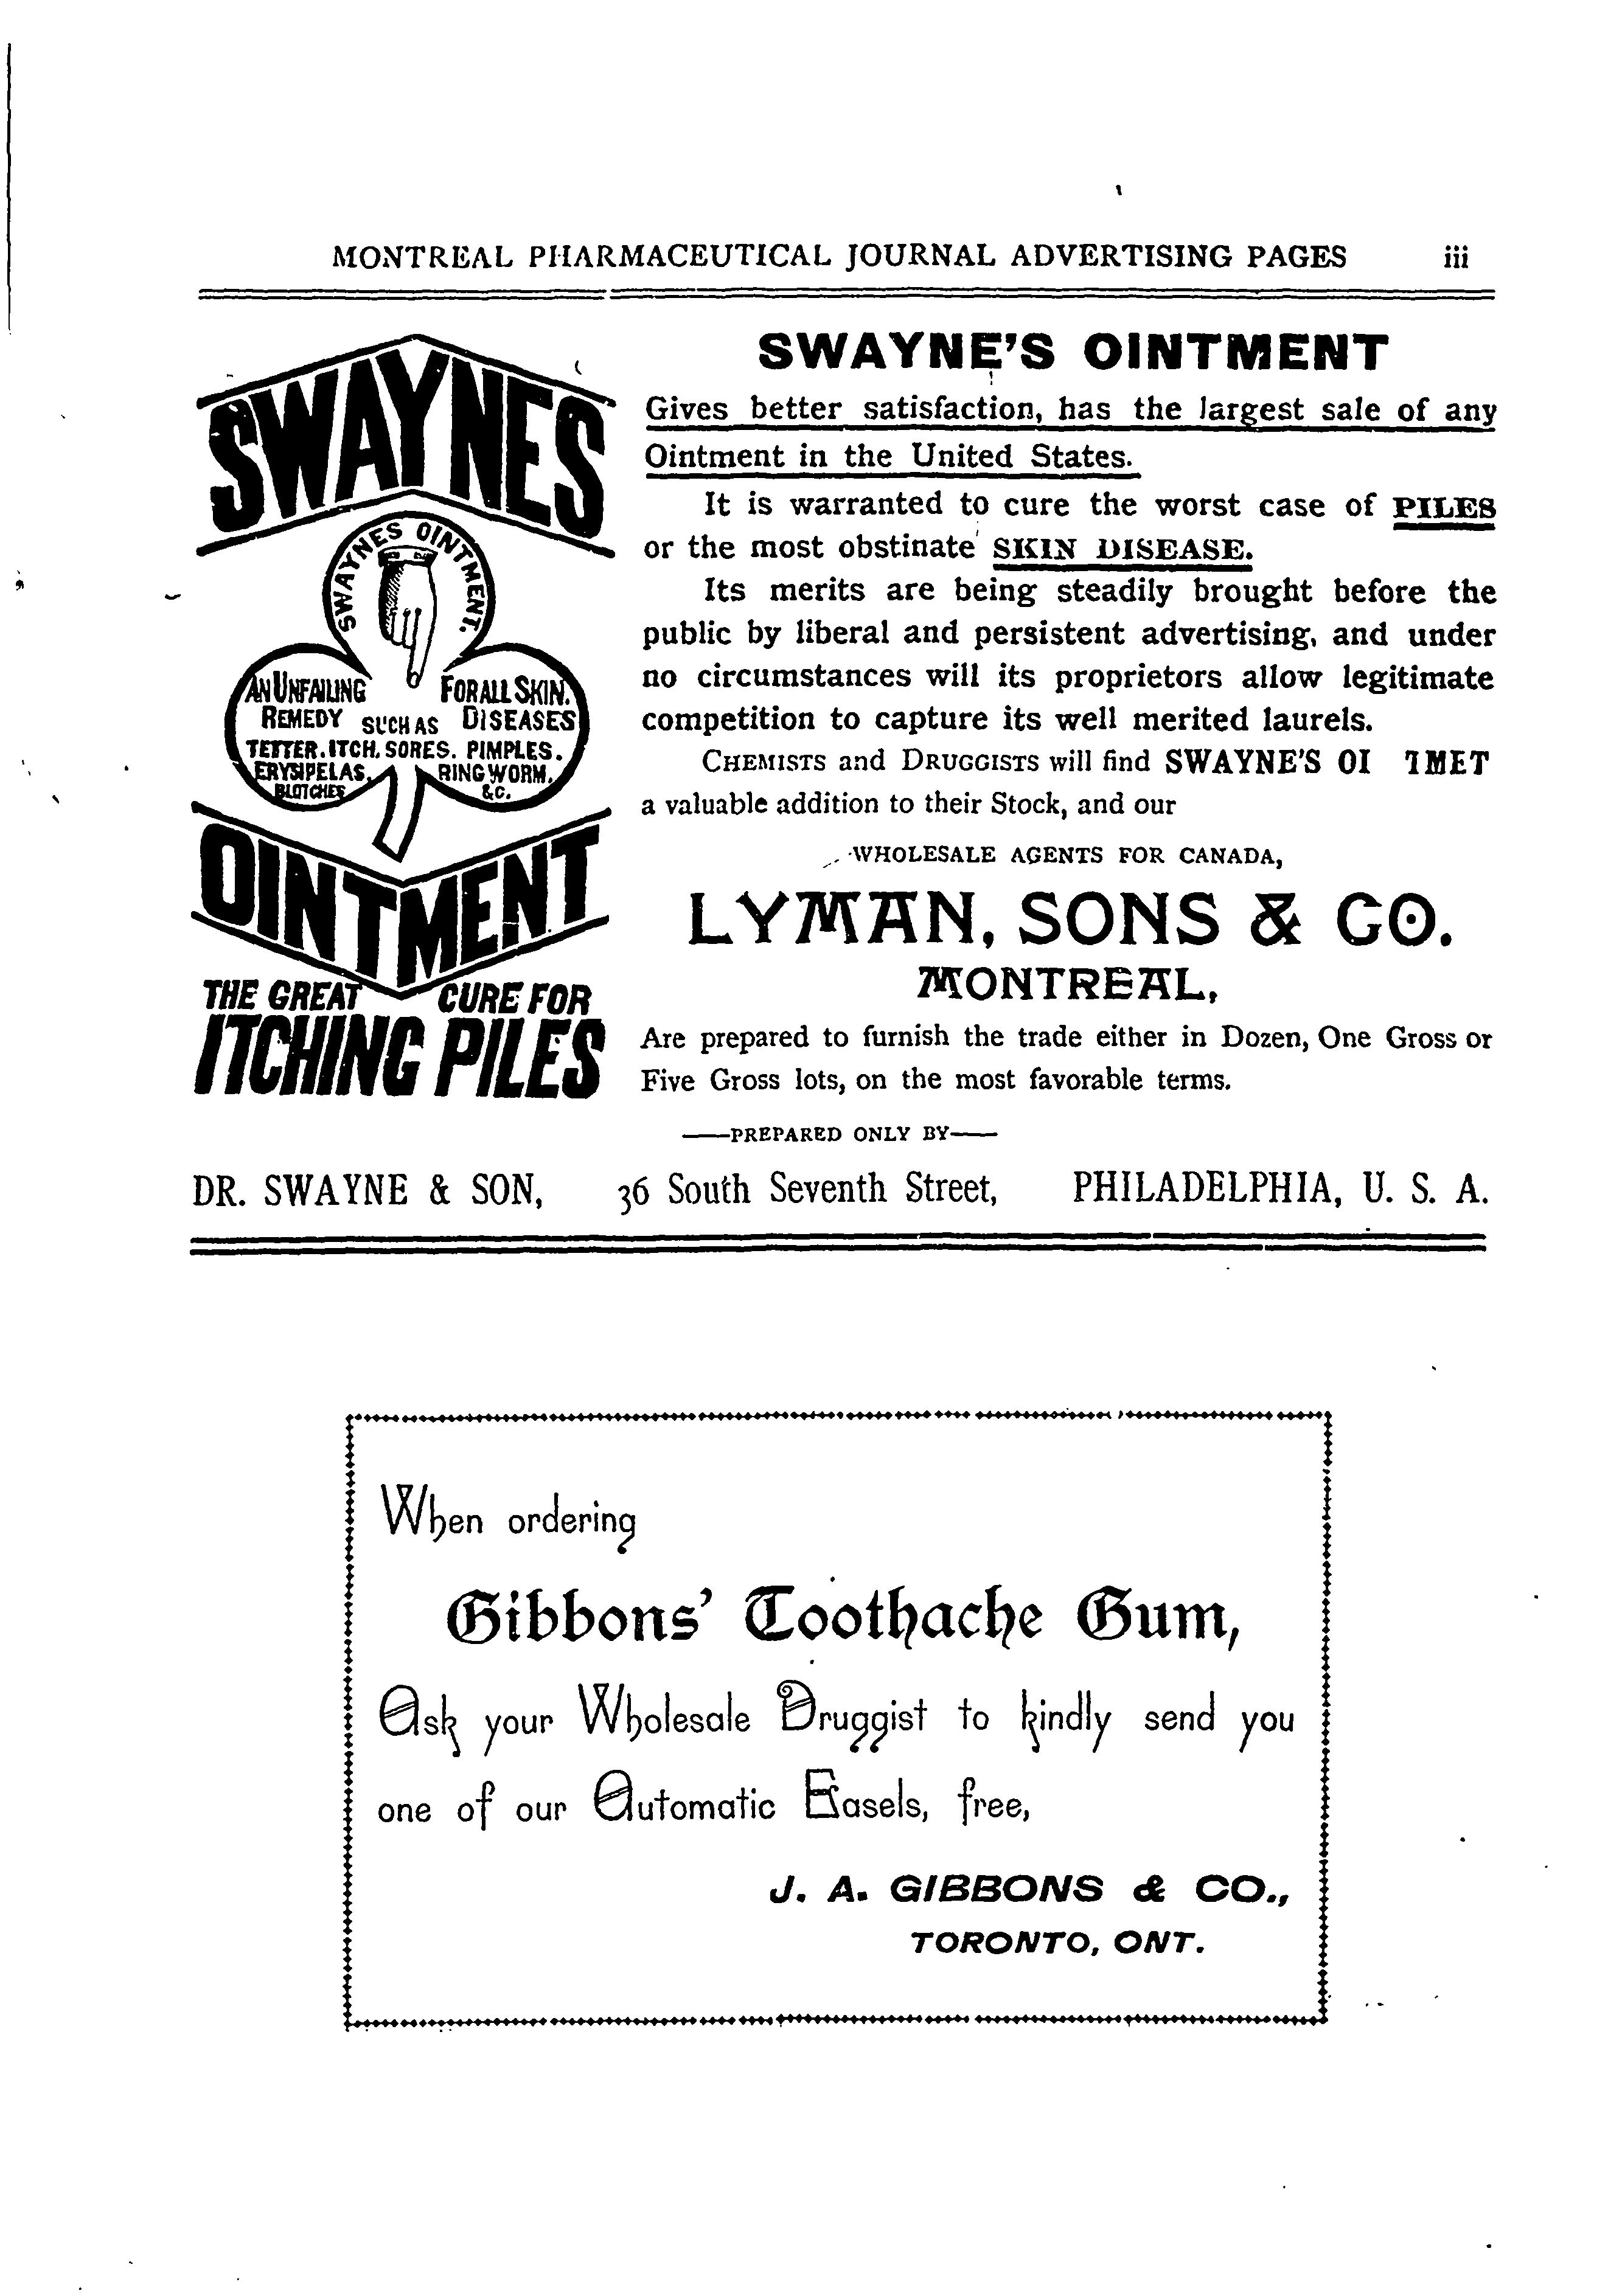 MONTREAL PHARMACEUTICAL JOURNAL ADVERTISING PAGES iii
SWAYNES
SWAYNES OINTMENT.
AN UNFAILING FOR ALL SKIN.
REMEDY SUCH AS DISEASES
TETTER. ITCH. SORES. PIMPLES.
ERYSIPELAS. RINGWORM.
BLOTCHES &C.
OINTMENT
THE GREAT CURE FOR
ITCHING PILES
SWAYNE'S OINTMENT
Gives better satisfaction, has the largest sale of any
Ointment in the United States.
It is warranted to cure the worst case of PILES
or the most obstinate SKIN DISEASE.
Its merits are being steadily brought before the
public by liberal and persistent advertising, and under
no circumstances will its proprietors allow legitimate
competition to capture its well merited laurels.
CHEMISTS and DRUGGISTS will find SWAYNE'S
a valuable addition to their Stock, and our
WHOLESALE AGENTS FOR CANADA,
LYMAN, SONS & CO.
MONTREAL,
Are prepared to furnish the trade either in Dozen, One Gross or
Five Gross lots, on the most favorable terms.
—PREPARED ONLY BY—
DR. SWAYNE & SON, 36 South Seventh Street, PHILADELPHIA, U. S. A.
When ordering
Gibbons' Toothache Gum,
Ask your Wholesale Druggist to kindly send you
one of our Automatic Easels, free,
J. A. GIBBONS & CO.,
TORONTO, ONT.